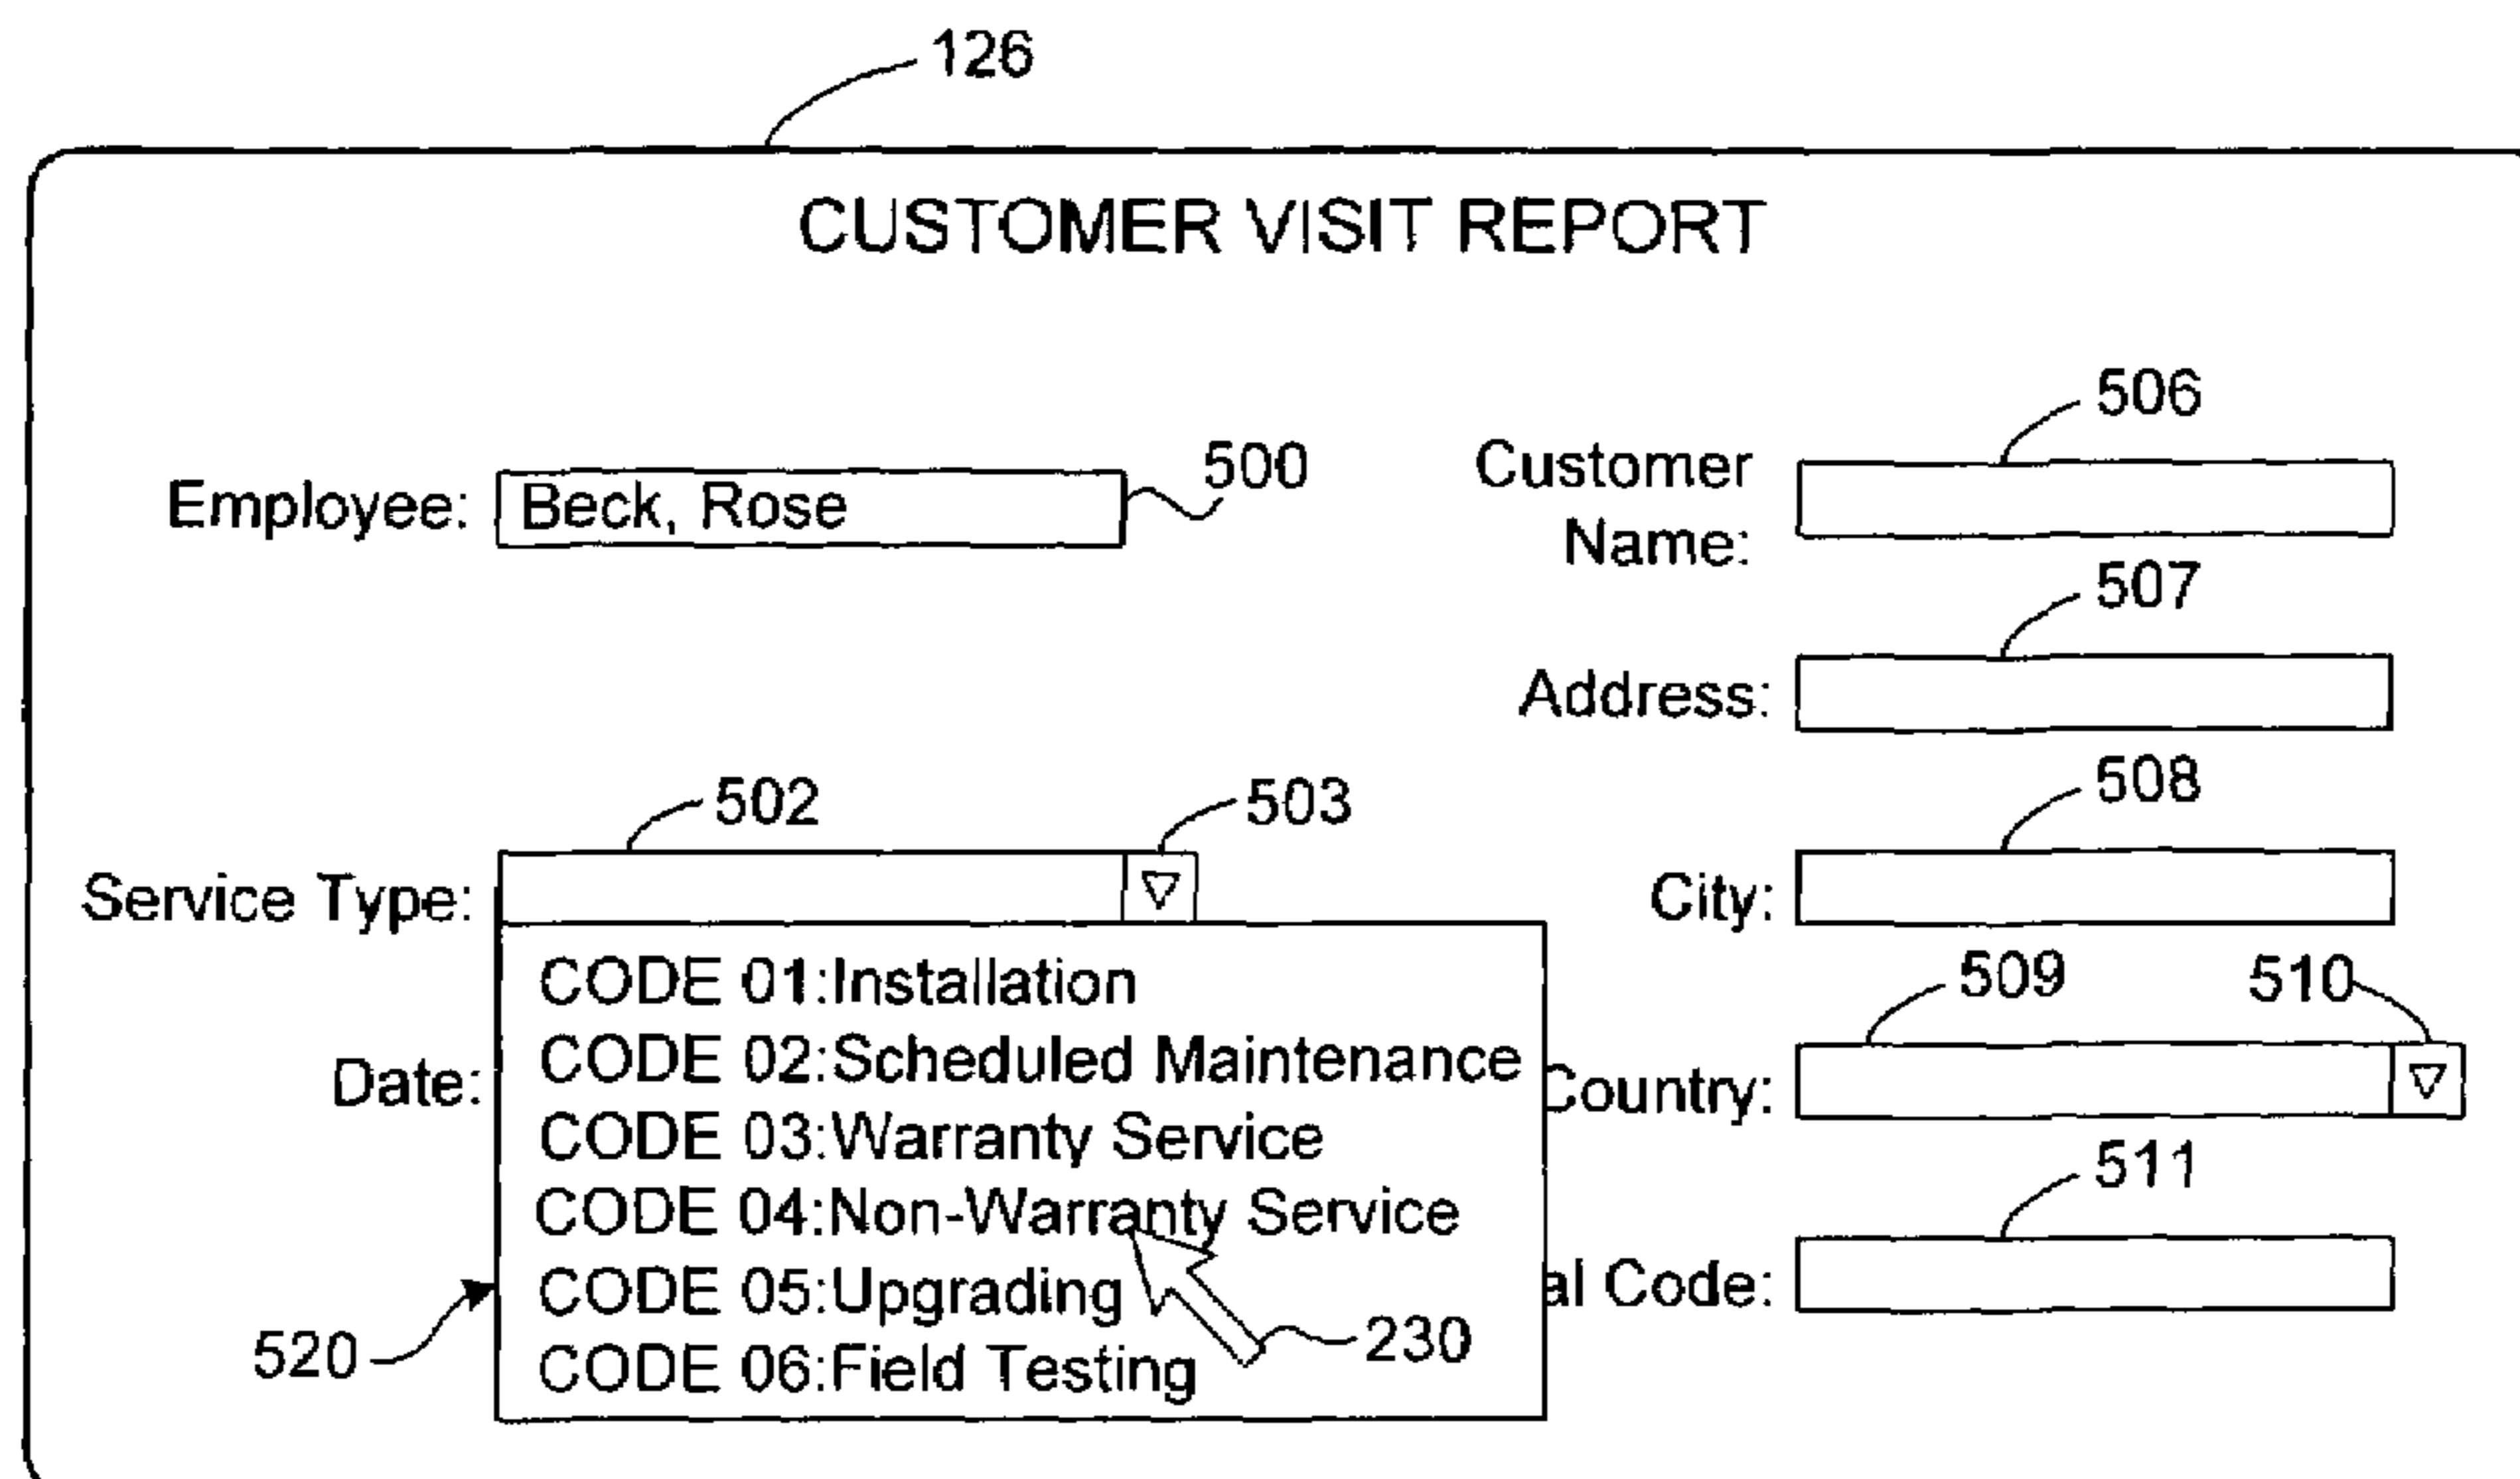 126
CUSTOMER VISIT REPORT
Employee: Beck, Rose 500
Customer Name: 506
Address: 507
502 503
Service Type:
CODE 01:Installation
CODE 02:Scheduled Maintenance
CODE 03:Warranty Service
CODE 04:Non-Warranty Service
CODE 05:Upgrading
CODE 06:Field Testing
Date:
520
230
508
City:
509 510
Country:
511
al Code: